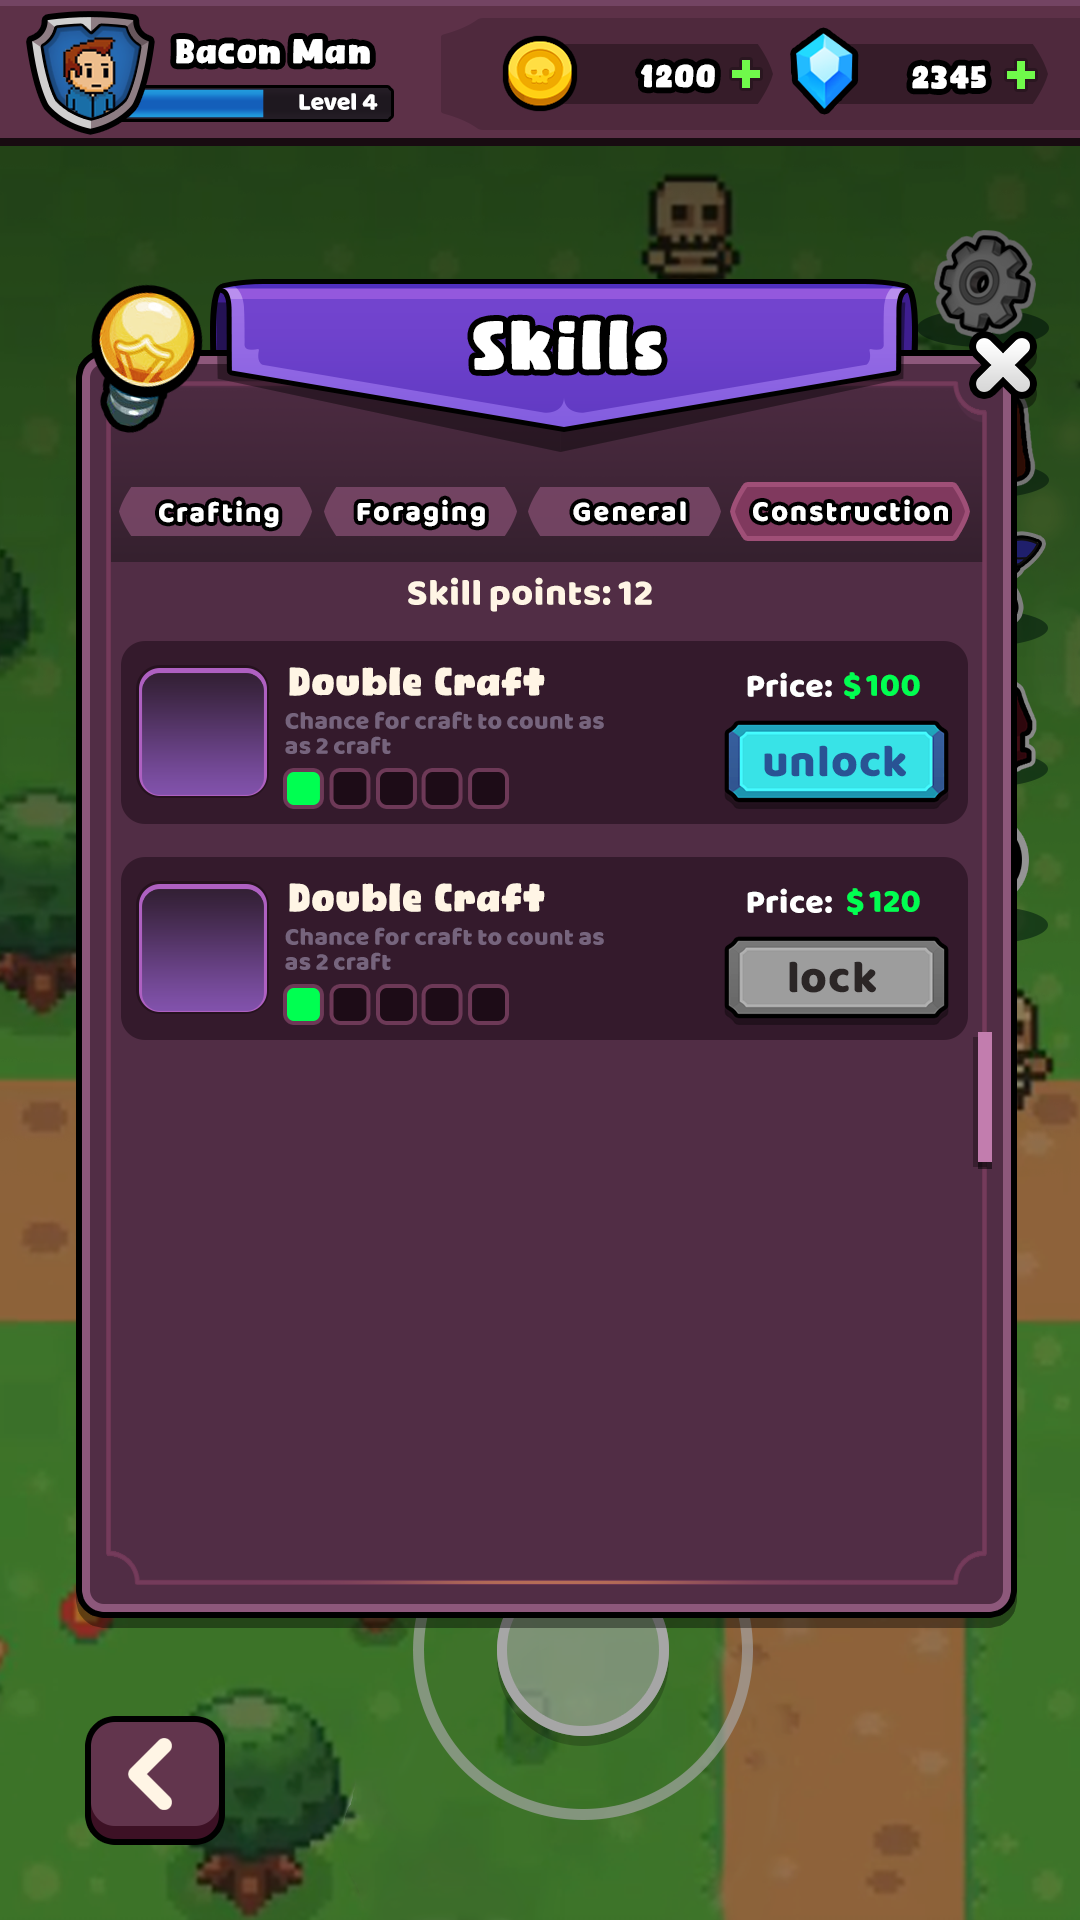 Bacon Man
Level 4
1200
2345
Skills
Crafting
Foraging
General
Construction
Skill points: 12
Double Craft
Chance for craft to count as
as 2 craft
Price: $100
unlock
Double Craft
Chance for craft to count as
as 2 craft
Price: $120
lock